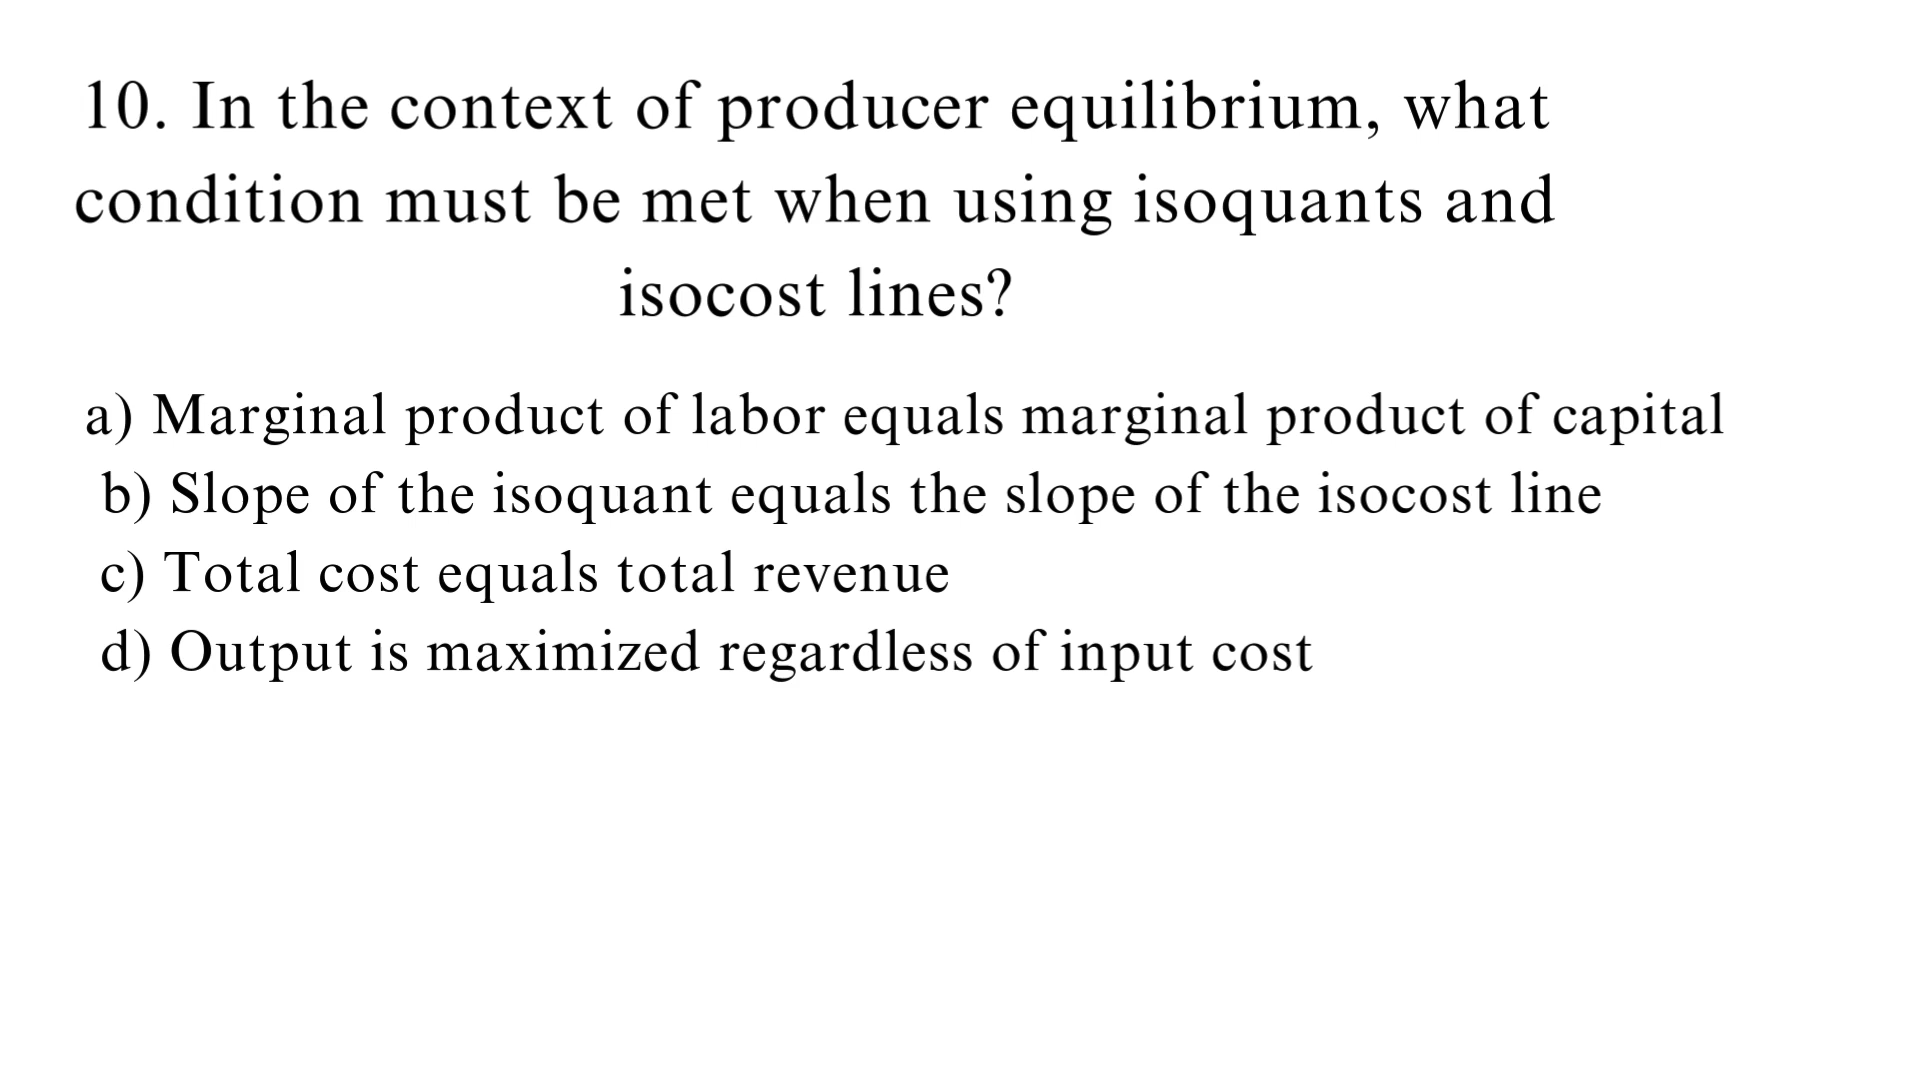 10. In the context of producer equilibrium, what
condition must be met when using isoquants and
isocost lines?
a) Marginal product of labor equals marginal product of capital
b) Slope of the isoquant equals the slope of the isocost line
c) Total cost equals total revenue
d) Output is maximized regardless of input cost